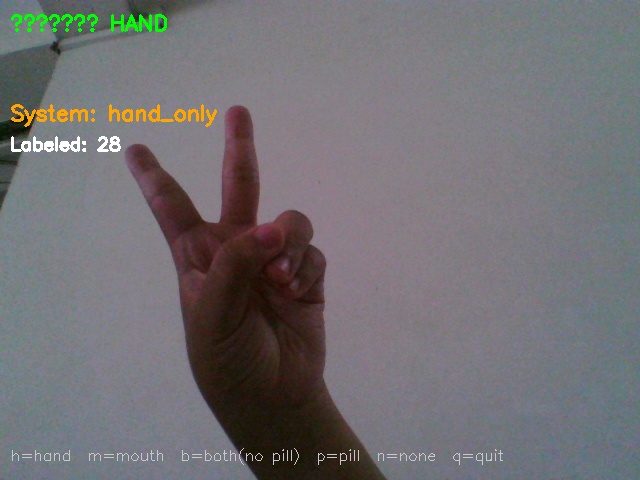 ??????? HAND
System: hand_only
Labeled: 28
h=hand m=mouth b=both(no pill) p=pill n=none q=quit